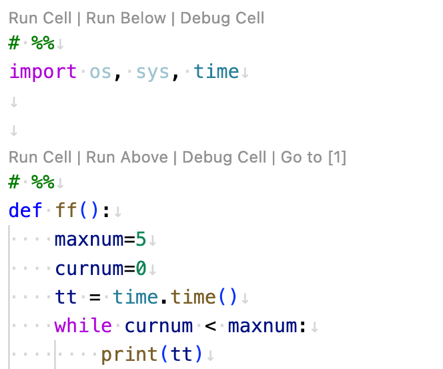 Run Cell | Run Below | Debug Cell
# %%↓
import·os,·sys,·time↓
↓
↓
Run Cell | Run Above | Debug Cell | Go to [1]
#·%%↓
def·ff():↓
····maxnum=5↓
····curnum=0↓
····tt·=·time.time()↓
····while·curnum·<·maxnum:↓
········print(tt)↓